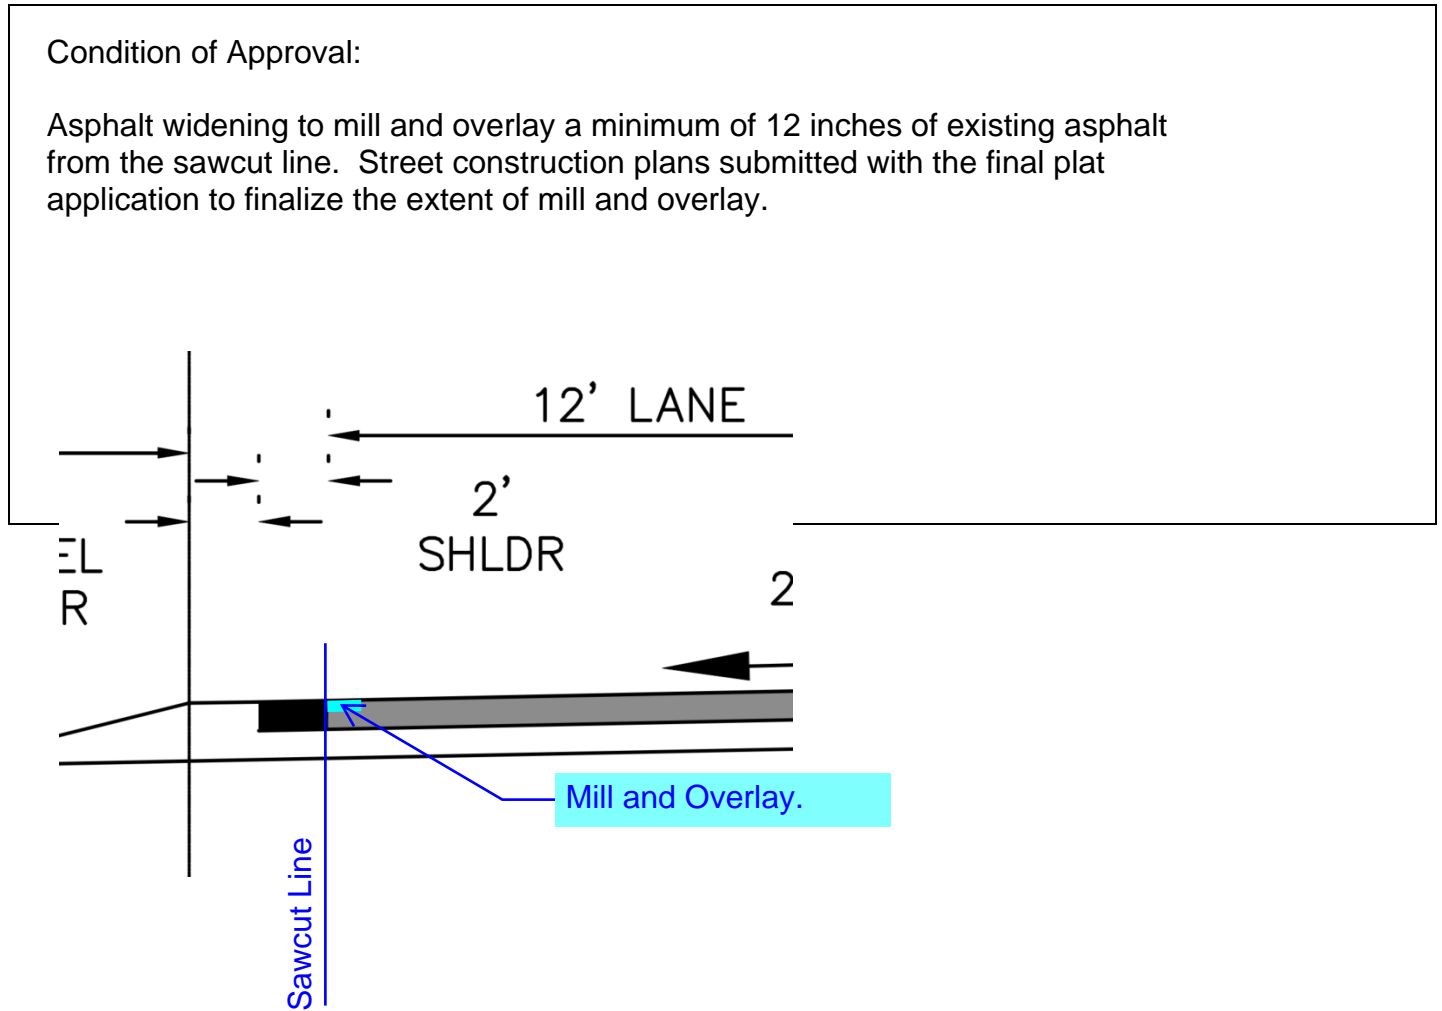 Condition of Approval:
Asphalt widening to mill and overlay a minimum of 12 inches of existing asphalt
from the sawcut line.  Street construction plans submitted with the final plat
application to finalize the extent of mill and overlay.
12' LANE
2'
SHLDR
EL
R
2
Mill and Overlay.
Sawcut Line